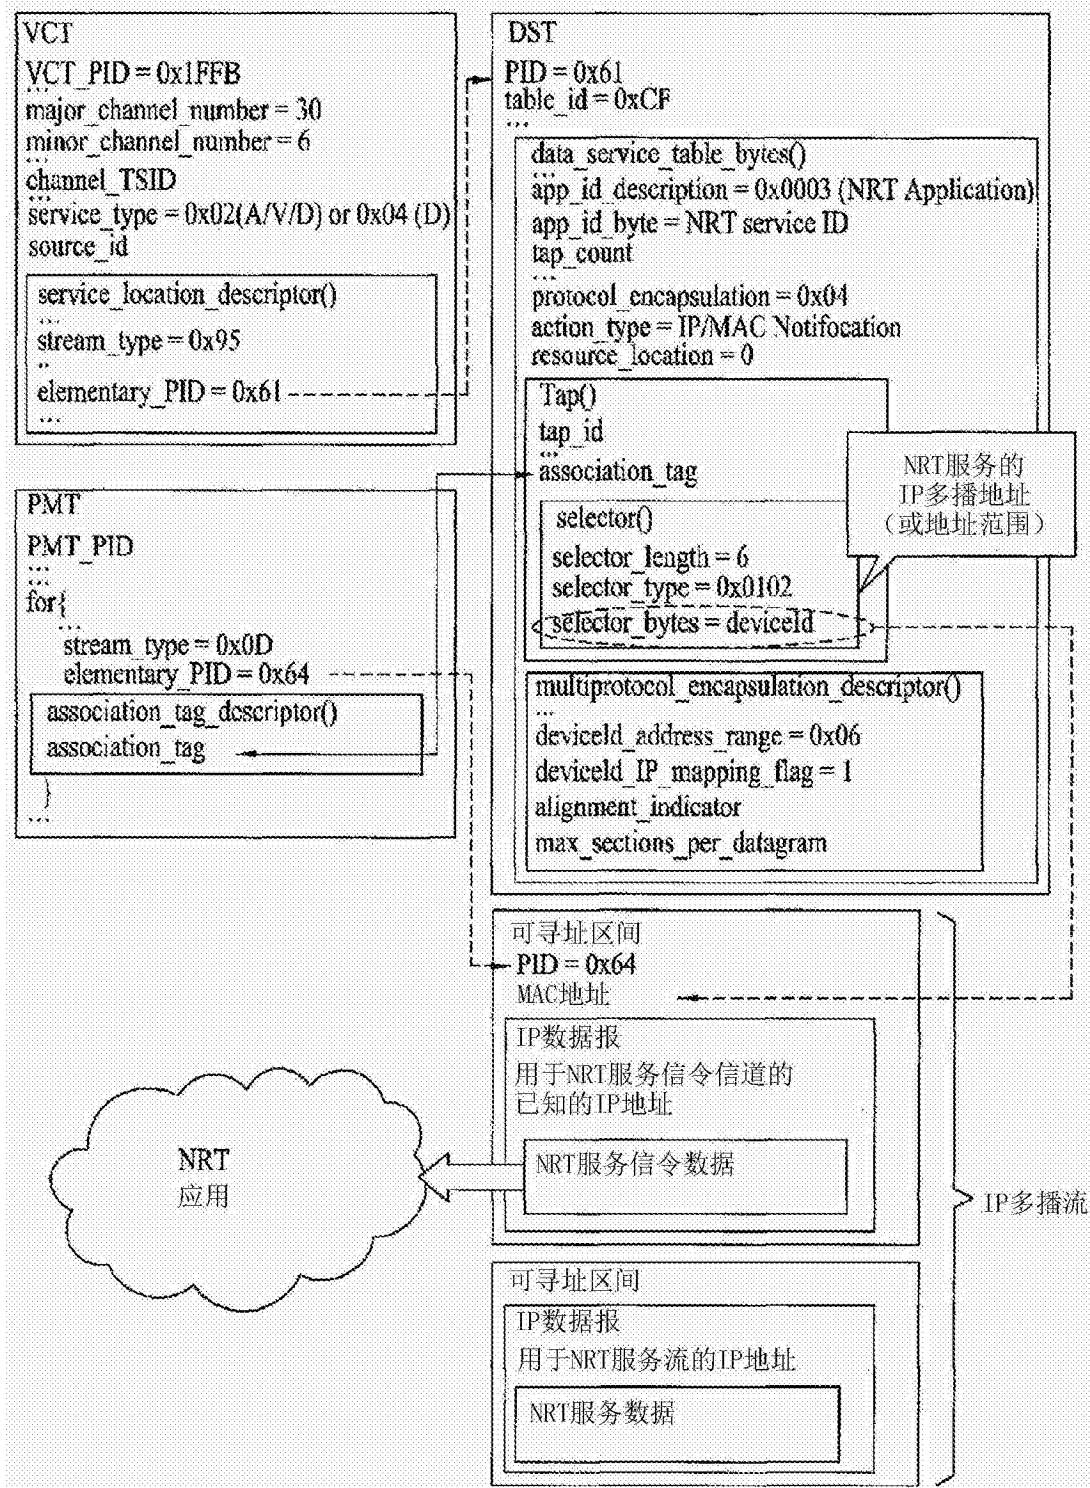 VCT
VCT_PID = 0x1FFB
...
major_channel_number = 30
minor_channel_number = 6
...
channel_TSID
...
service_type = 0x02(A/V/D) or 0x04 (D)
source_id
service_location_descriptor()
...
stream_type = 0x95
..
elementary_PID = 0x61
...
PMT
PMT_PID
...
...
for{
...
stream_type = 0x0D
elementary_PID = 0x64
association_tag_descriptor()
association_tag
}
...
DST
PID = 0x61
table_id = 0xCF
...
data_service_table_bytes()
...
app_id_description = 0x0003 (NRT Application)
app_id_byte = NRT service ID
tap_count
...
protocol_encapsulation = 0x04
action_type = IP/MAC Notifocation
resource_location = 0
Tap()
tap_id
...
association_tag
selector()
selector_length = 6
selector_type = 0x0102
selector_bytes = deviceId
NRT服务的
IP多播地址
（或地址范围）
multiprotocol_encapsulation_descriptor()
...
deviceId_address_range = 0x06
deviceId_IP_mapping_flag = 1
alignment_indicator
max_sections_per_datagram
可寻址区间
PID = 0x64
MAC地址
IP数据报
用于NRT服务信令信道的
已知的IP地址
NRT服务信令数据
NRT
应用
IP多播流
可寻址区间
IP数据报
用于NRT服务流的IP地址
NRT服务数据